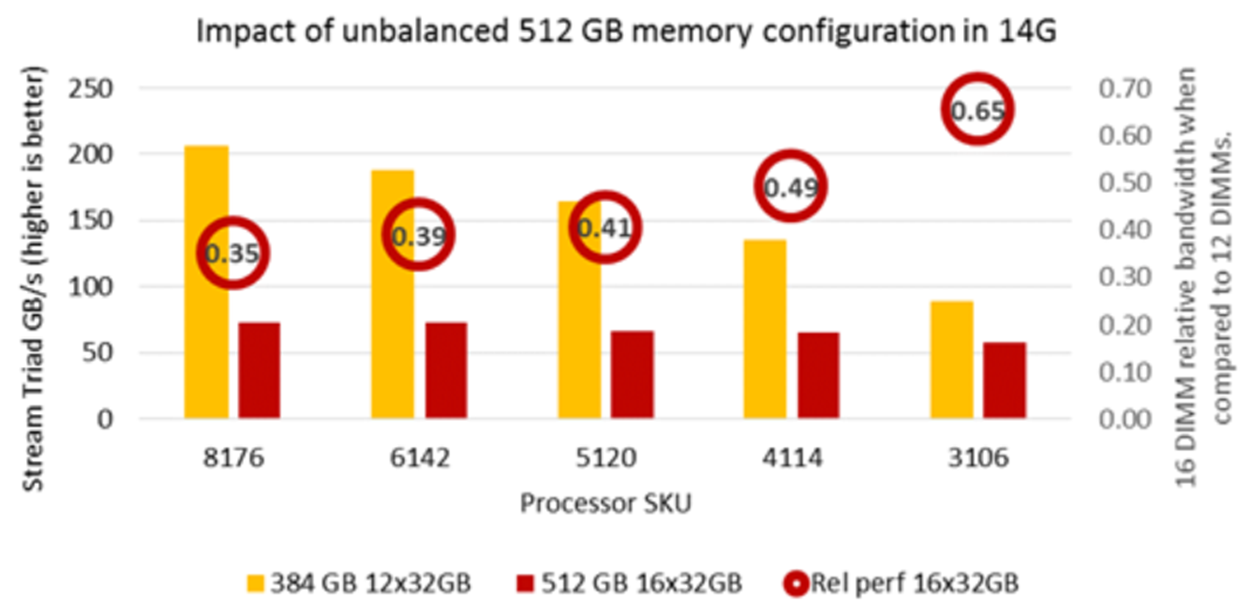 Impact of unbalanced 512 GB memory configuration in 14G
Stream Triad GB/s (higher is better)
250
200
150
100
50
0
0.35
0.39
0.41
0.49
0.65
0.70
0.60
0.50
0.40
0.30
0.20
0.10
0.00
16 DIMM relative bandwidth when
compared to 12 DIMMs.
8176 6142 5120 4114 3106
Processor SKU
384 GB 12x32GB 512 GB 16x32GB Rel perf 16x32GB